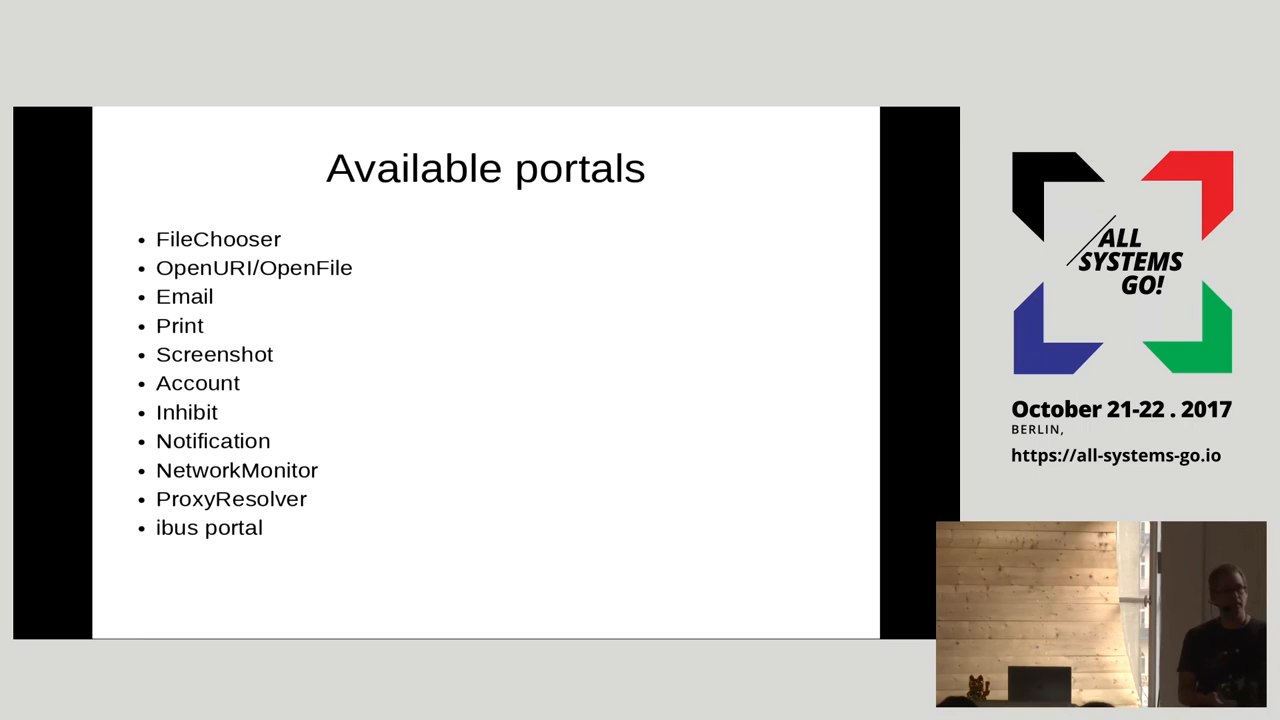 Available portals
• FileChooser
• OpenURI/OpenFile
• Email
• Print
• Screenshot
• Account
• Inhibit
• Notification
• NetworkMonitor
• ProxyResolver
• ibus portal
ALL
SYSTEMS
GO!
October 21-22 . 2017
BERLIN,
https://all-systems-go.io